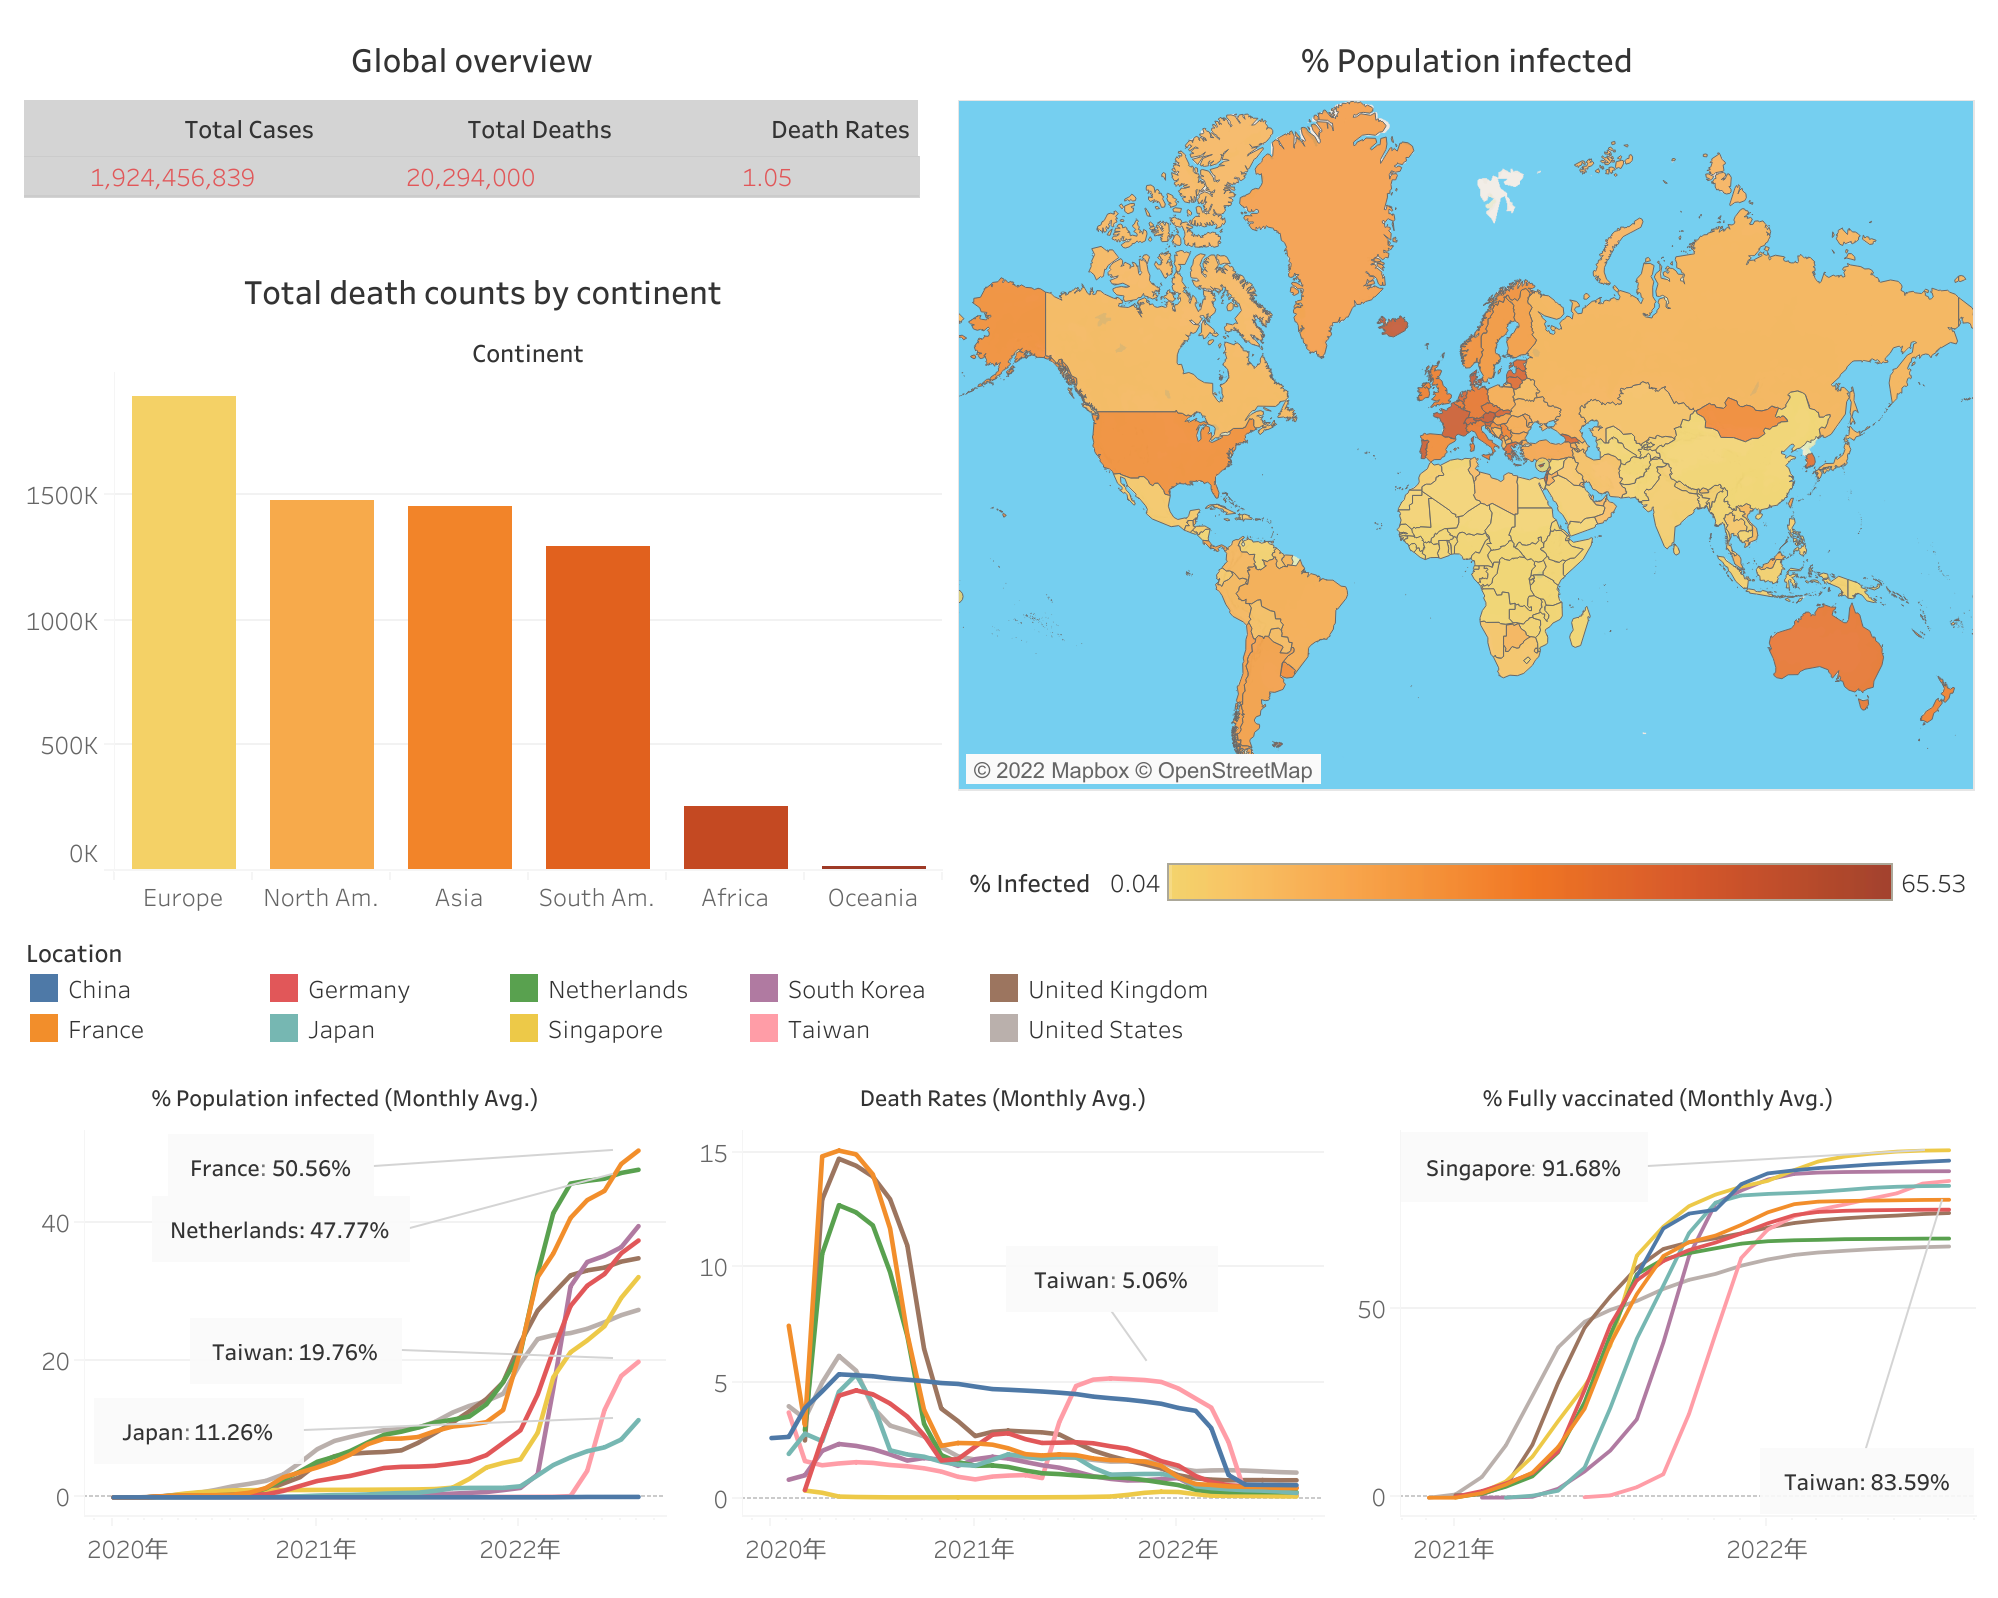 Global overview
Total Cases Total Deaths Death Rates
1,924,456,839 20,294,000 1.05
Total death counts by continent
Continent
1500K
1000K
500K
0K
Europe North Am. Asia South Am. Africa Oceania
% Population infected
© 2022 Mapbox © OpenStreetMap
% Infected 0.04 65.53
Location
China Germany Netherlands South Korea United Kingdom
France Japan Singapore Taiwan United States
% Population infected (Monthly Avg.)
France: 50.56%
Netherlands: 47.77%
Taiwan: 19.76%
Japan: 11.26%
40
20
0
2020年 2021年 2022年
Death Rates (Monthly Avg.)
15
10
5
0
Taiwan: 5.06%
2020年 2021年 2022年
% Fully vaccinated (Monthly Avg.)
Singapore: 91.68%
50
0
Taiwan: 83.59%
2021年 2022年